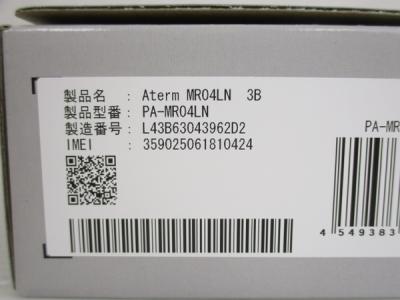 製品名 : Aterm MR04LN 3B
製品型番 : PA-MR04LN
製造番号 : L43B63043962D2
IMEI : 359025061810424
PA-MR
4 549383